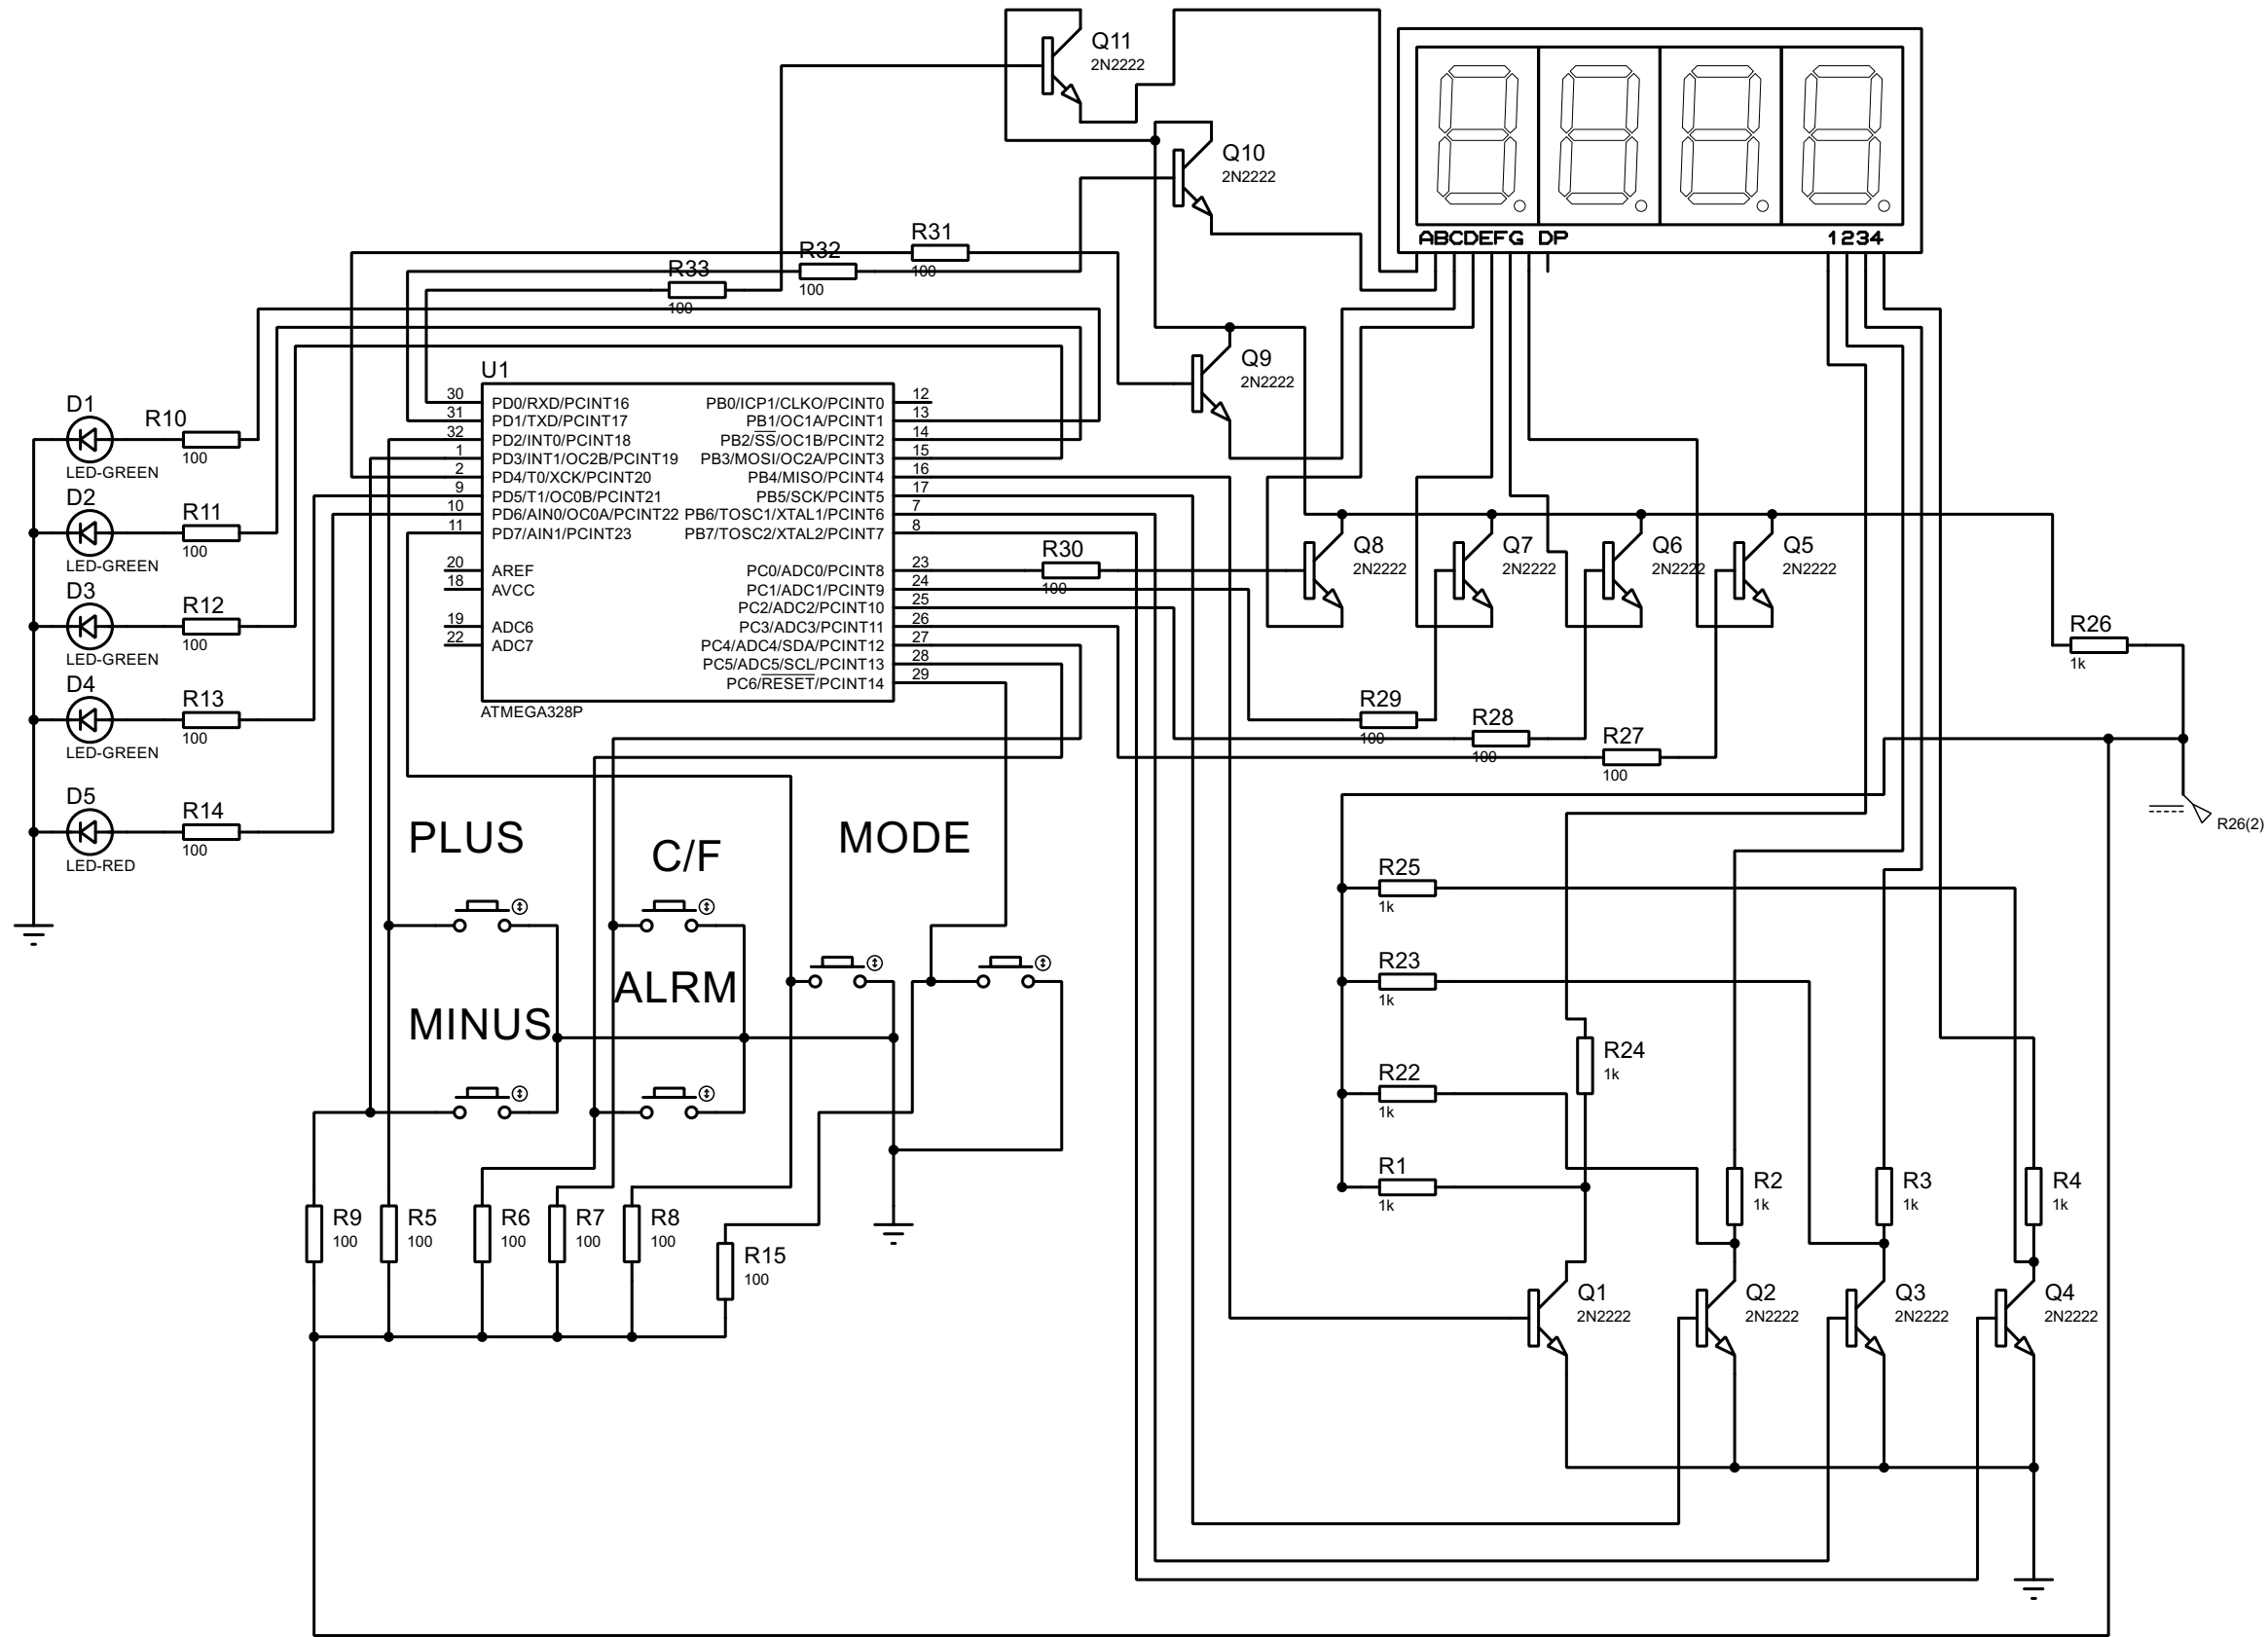 Q11
2N2222
Q10
2N2222
ABCDEFG DP
1234
R31
100
R32
100
R33
100
Q9
2N2222
U1
30 PD0/RXD/PCINT16 PB0/ICP1/CLKO/PCINT0 12
31 PD1/TXD/PCINT17 PB1/OC1A/PCINT1 13
32 PD2/INT0/PCINT18 PB2/SS/OC1B/PCINT2 14
1 PD3/INT1/OC2B/PCINT19 PB3/MOSI/OC2A/PCINT3 15
2 PD4/T0/XCK/PCINT20 PB4/MISO/PCINT4 16
9 PD5/T1/OC0B/PCINT21 PB5/SCK/PCINT5 17
10 PD6/AIN0/OC0A/PCINT22 PB6/TOSC1/XTAL1/PCINT6 7
11 PD7/AIN1/PCINT23 PB7/TOSC2/XTAL2/PCINT7 8
20 AREF PC0/ADC0/PCINT8 23
18 AVCC PC1/ADC1/PCINT9 24
PC2/ADC2/PCINT10 25
19 ADC6 PC3/ADC3/PCINT11 26
22 ADC7 PC4/ADC4/SDA/PCINT12 27
PC5/ADC5/SCL/PCINT13 28
PC6/RESET/PCINT14 29
ATMEGA328P
D1
LED-GREEN
R10
100
D2
LED-GREEN
R11
100
D3
LED-GREEN
R12
100
D4
LED-GREEN
R13
100
D5
LED-RED
R14
100
R30
100
Q8
2N2222
Q7
2N2222
Q6
2N2222
Q5
2N2222
R26
1k
R29
100
R28
100
R27
100
R26(2)
PLUS
C/F
MODE
MINUS
ALRM
R25
1k
R23
1k
R22
1k
R1
1k
R24
1k
R2
1k
R3
1k
R4
1k
R9
100
R5
100
R6
100
R7
100
R8
100
R15
100
Q1
2N2222
Q2
2N2222
Q3
2N2222
Q4
2N2222